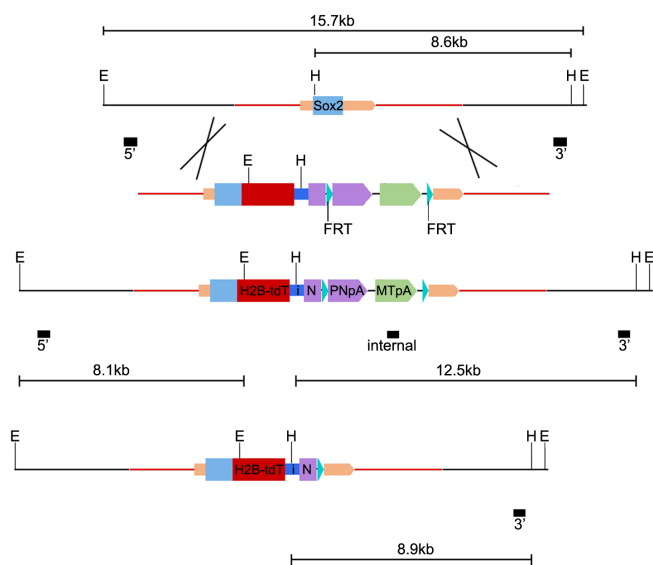 15.7kb
8.6kb
E H H E
Sox2
5’ 3’
E H
FRT FRT
E E H H E
H2B-tdT i N PNpA MTpA
5’ internal 3’
8.1kb 12.5kb
E E H H E
H2B-tdT i N
3’
8.9kb